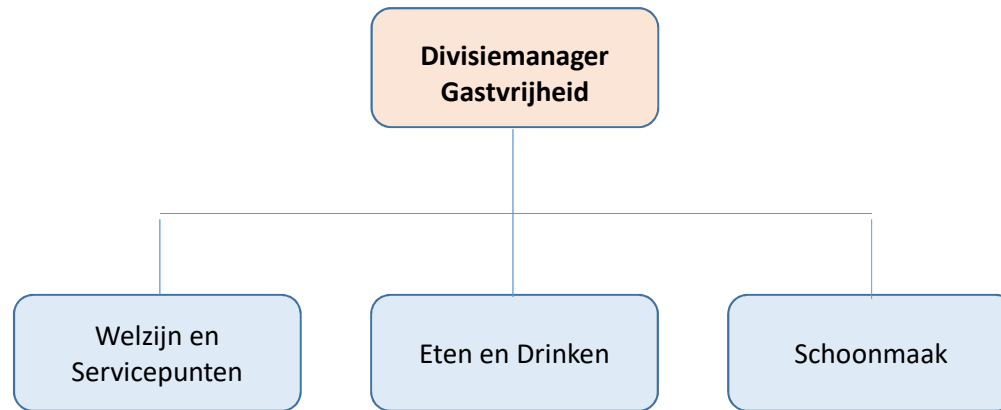 Divisiemanager
Gastvrijheid
Welzijn en
Servicepunten
Eten en Drinken
Schoonmaak